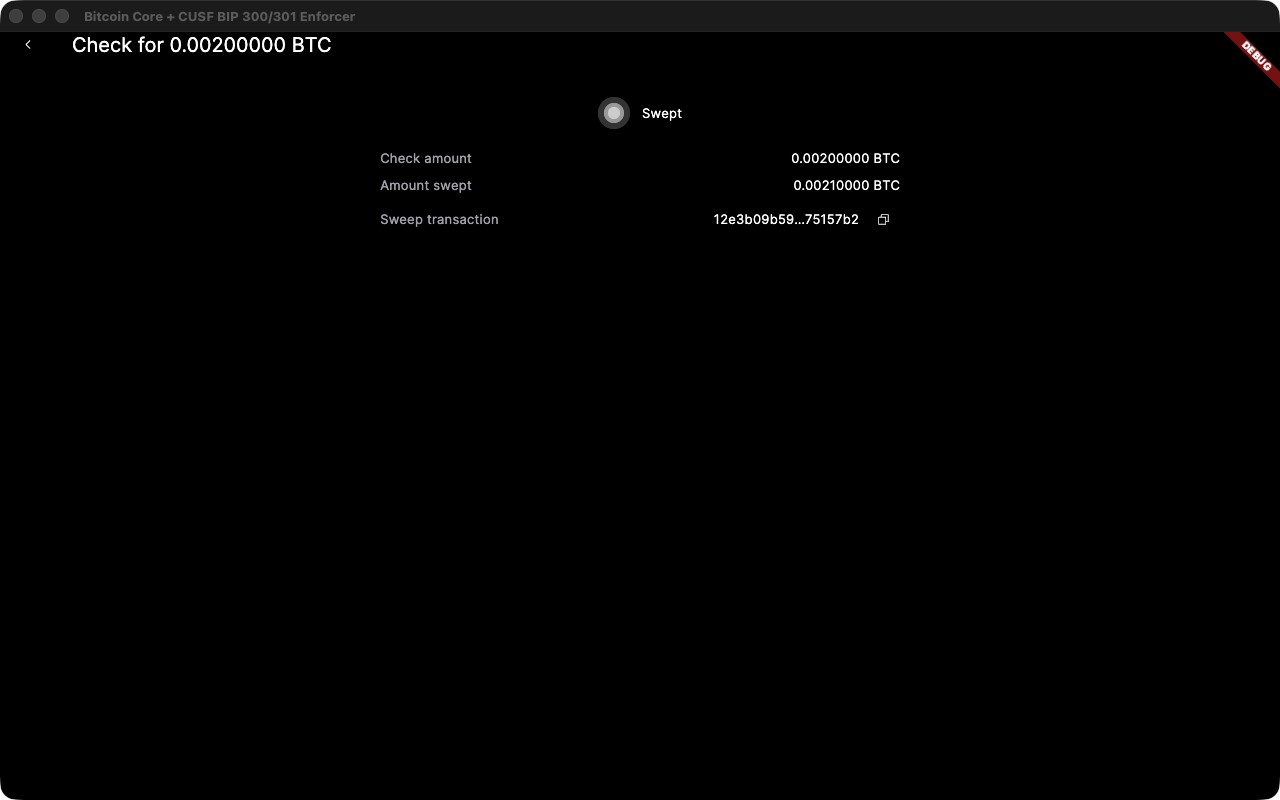 Bitcoin Core + CUSF BIP 300/301 Enforcer
Check for 0.00200000 BTC
DEBUG
Swept
Check amount 0.00200000 BTC
Amount swept 0.00210000 BTC
Sweep transaction 12e3b09b59...75157b2